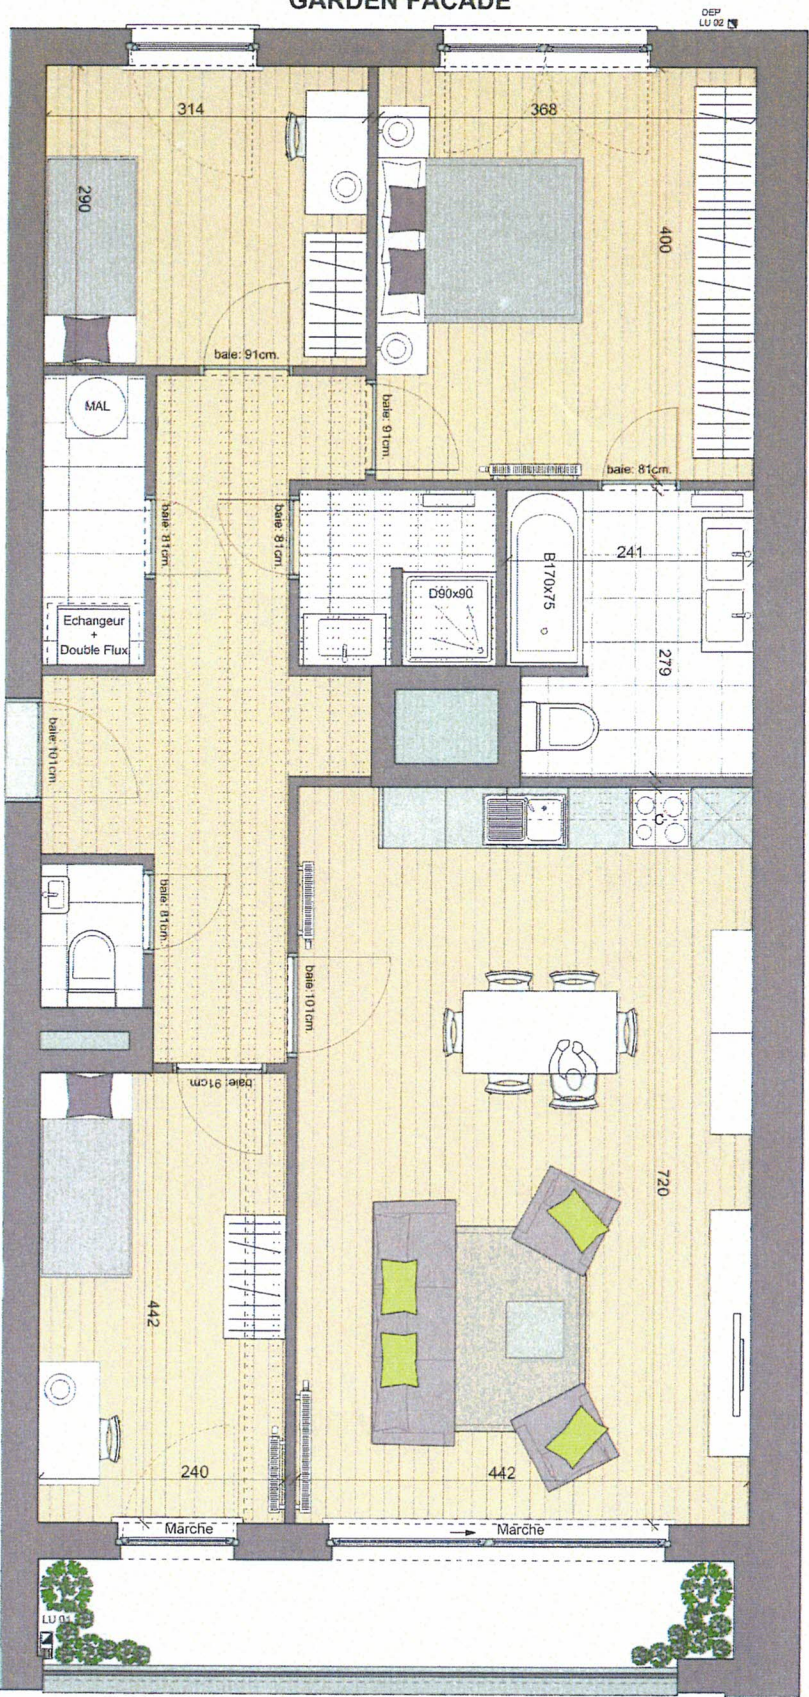 GARDEN FACADE
DEP
LU 02
314
368
290
400
baie: 91cm.
baie: 91cm.
MAL
baie: 81cm.
baie: 81cm.
baie: 81cm.
241
B170x75
D90x90
Echangeur
+
Double Flux
279
baie: 101cm.
C
baie: 81cm.
baie: 101cm.
baie: 91cm
720
442
240
442
Marche
Marche
LU 01